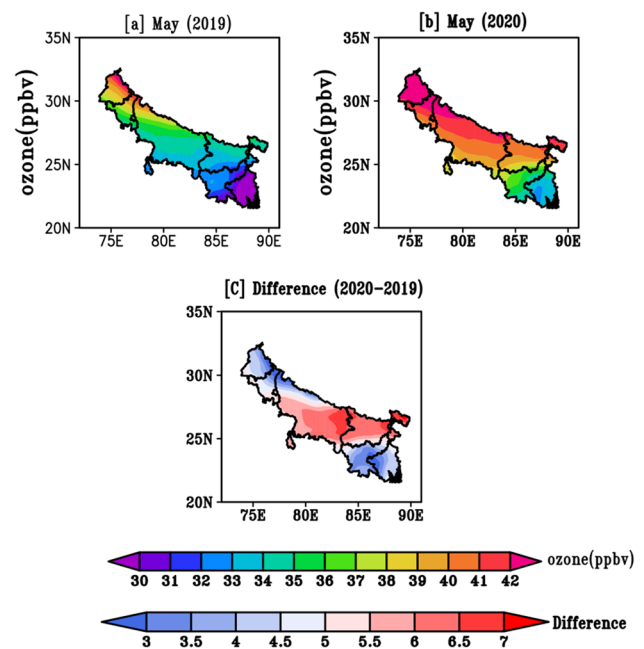 [a] May (2019)
[b] May (2020)
35N
30N
25N
20N
ozone(ppbv)
75E 80E 85E 90E
35N
30N
25N
20N
ozone(ppbv)
75E 80E 85E 90E
[C] Difference (2020-2019)
35N
30N
25N
20N
75E 80E 85E 90E
30 31 32 33 34 35 36 37 38 39 40 41 42
ozone(ppbv)
3 3.5 4 4.5 5 5.5 6 6.5 7
Difference